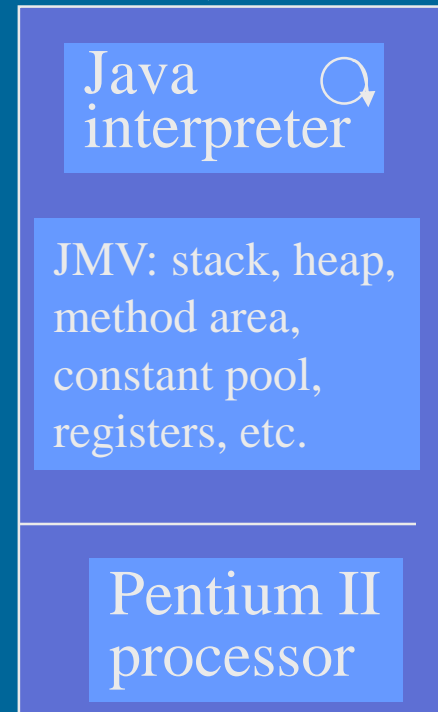 Java
interpreter
JMV: stack, heap,
method area,
constant pool,
registers, etc.
Pentium II
processor